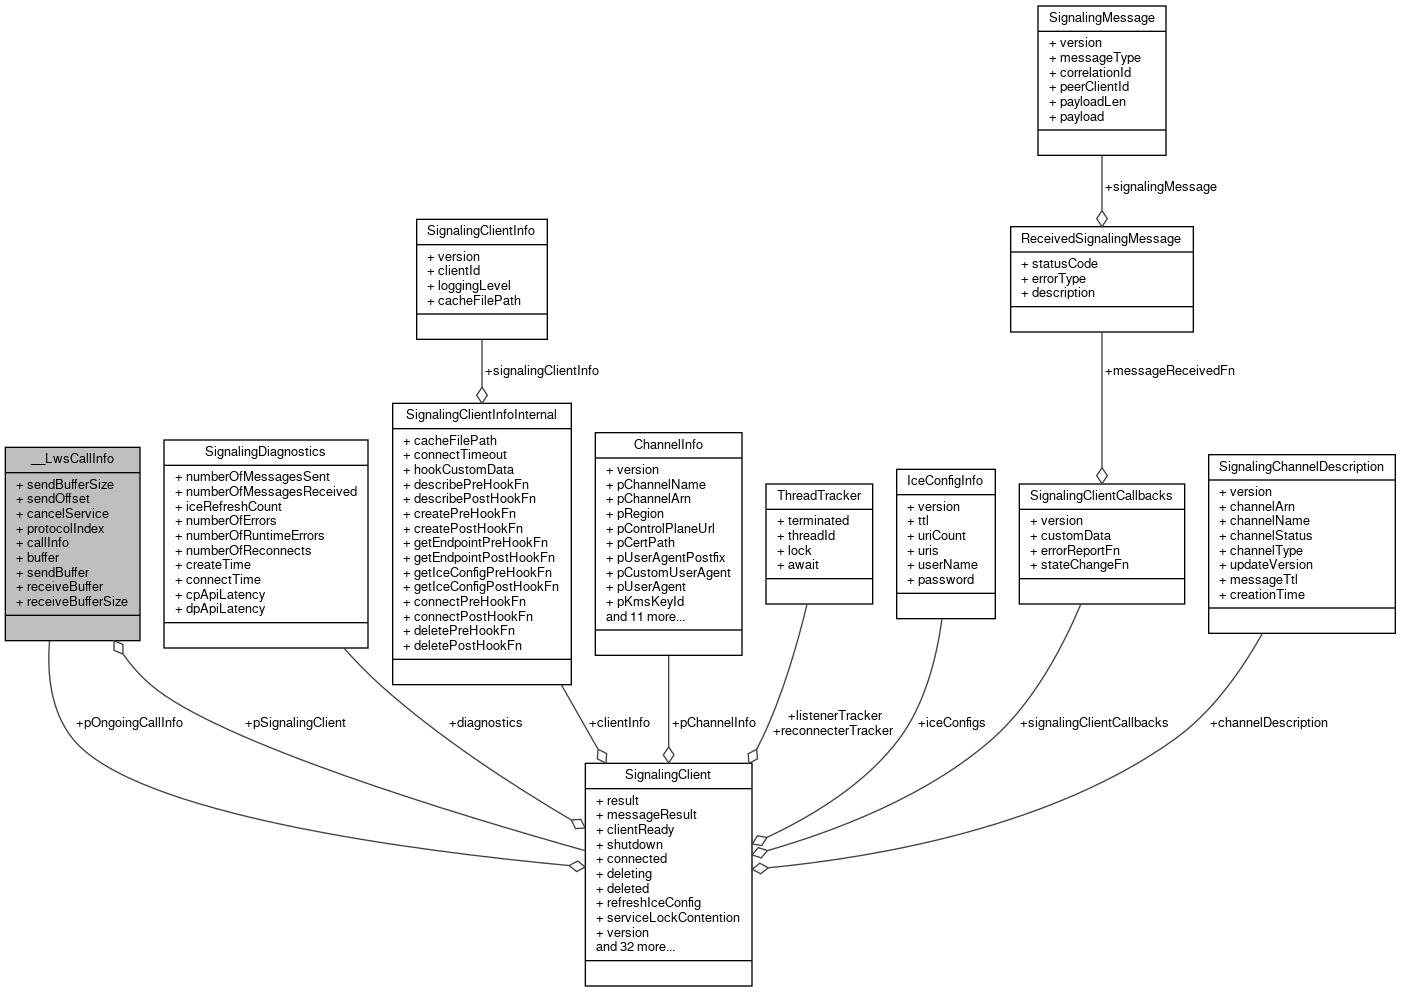 SignalingMessage
+ version
+ messageType
+ correlationId
+ peerClientId
+ payloadLen
+ payload
+signalingMessage
ReceivedSignalingMessage
+ statusCode
+ errorType
+ description
+messageReceivedFn
SignalingClientInfo
+ version
+ clientId
+ loggingLevel
+ cacheFilePath
+signalingClientInfo
__LwsCallInfo
+ sendBufferSize
+ sendOffset
+ cancelService
+ protocolIndex
+ callInfo
+ buffer
+ sendBuffer
+ receiveBuffer
+ receiveBufferSize
SignalingDiagnostics
+ numberOfMessagesSent
+ numberOfMessagesReceived
+ iceRefreshCount
+ numberOfErrors
+ numberOfRuntimeErrors
+ numberOfReconnects
+ createTime
+ connectTime
+ cpApiLatency
+ dpApiLatency
SignalingClientInfoInternal
+ cacheFilePath
+ connectTimeout
+ hookCustomData
+ describePreHookFn
+ describePostHookFn
+ createPreHookFn
+ createPostHookFn
+ getEndpointPreHookFn
+ getEndpointPostHookFn
+ getIceConfigPreHookFn
+ getIceConfigPostHookFn
+ connectPreHookFn
+ connectPostHookFn
+ deletePreHookFn
+ deletePostHookFn
ChannelInfo
+ version
+ pChannelName
+ pChannelArn
+ pRegion
+ pControlPlaneUrl
+ pCertPath
+ pUserAgentPostfix
+ pCustomUserAgent
+ pUserAgent
+ pKmsKeyId
and 11 more...
ThreadTracker
+ terminated
+ threadId
+ lock
+ await
IceConfigInfo
+ version
+ ttl
+ uriCount
+ uris
+ userName
+ password
SignalingClientCallbacks
+ version
+ customData
+ errorReportFn
+ stateChangeFn
SignalingChannelDescription
+ version
+ channelArn
+ channelName
+ channelStatus
+ channelType
+ updateVersion
+ messageTtl
+ creationTime
+pOngoingCallInfo
+pSignalingClient
+diagnostics
+clientInfo
+pChannelInfo
+listenerTracker
+reconnecterTracker
+iceConfigs
+signalingClientCallbacks
+channelDescription
SignalingClient
+ result
+ messageResult
+ clientReady
+ shutdown
+ connected
+ deleting
+ deleted
+ refreshIceConfig
+ serviceLockContention
+ version
and 32 more...